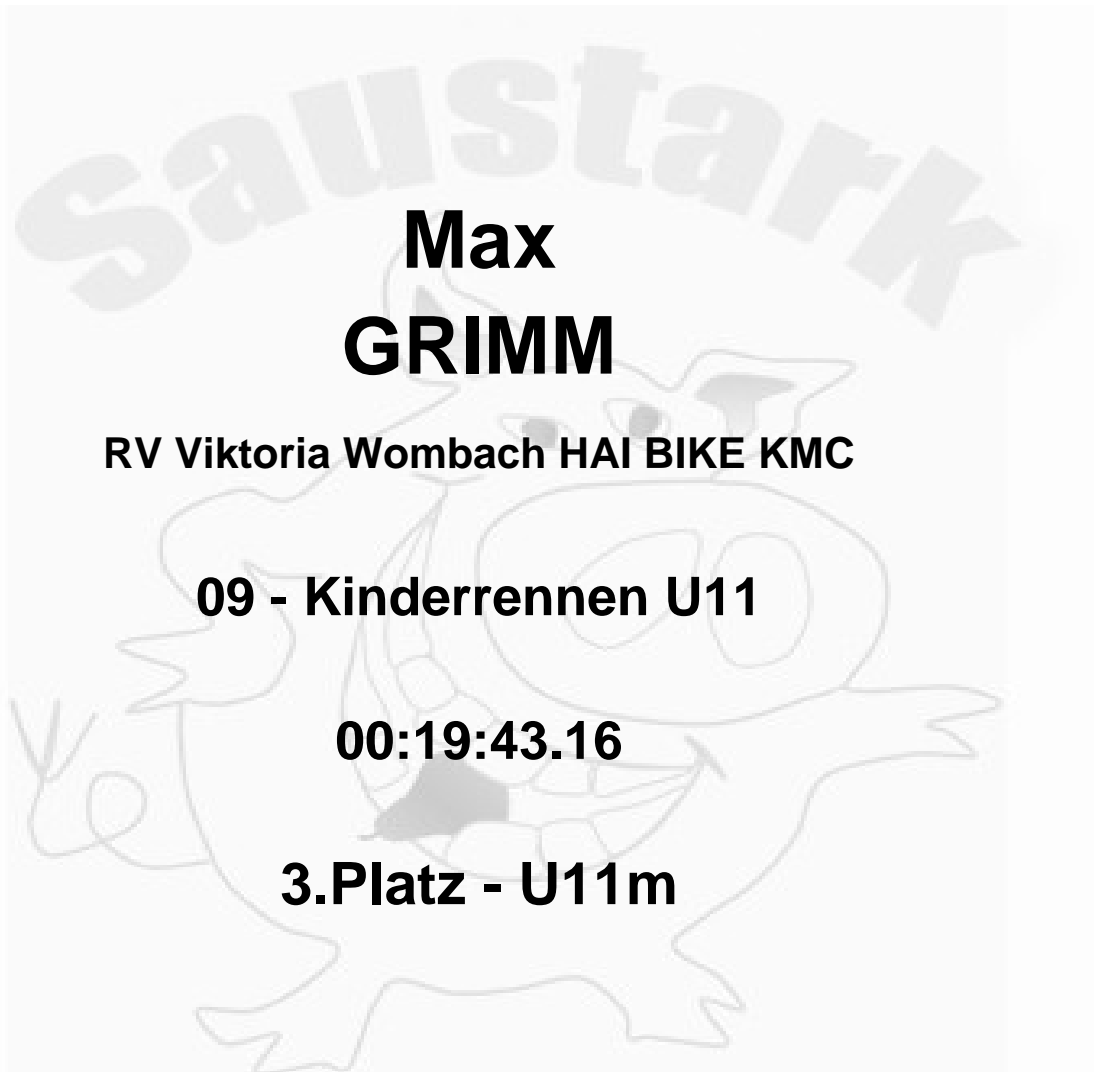 Saustark
Max
GRIMM
RV Viktoria Wombach HAI BIKE KMC
09 - Kinderrennen U11
00:19:43.16
3.Platz - U11m